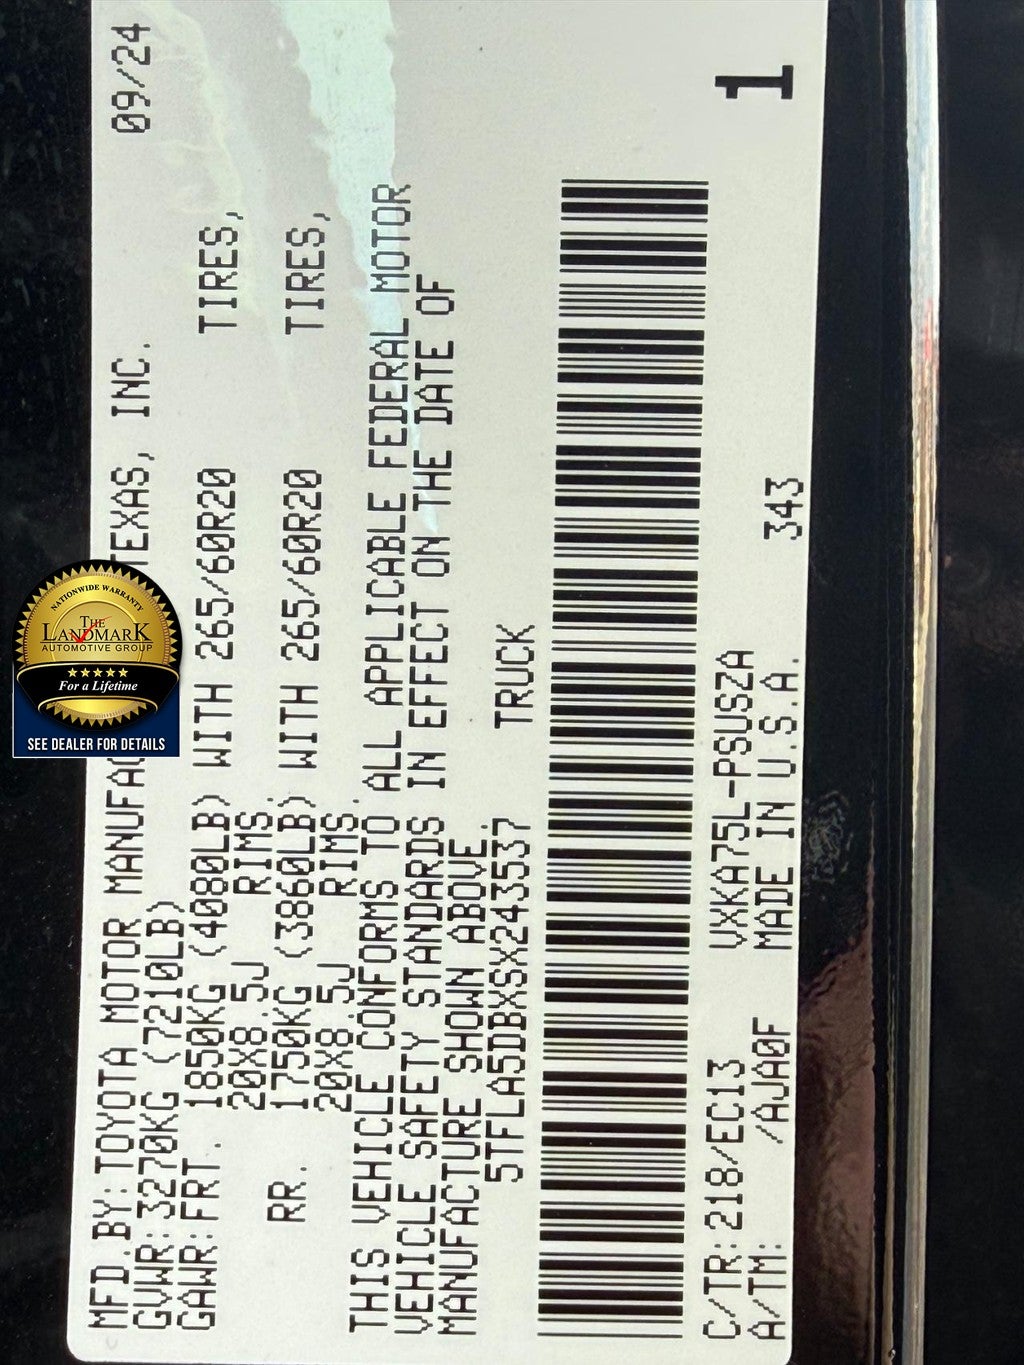 MFD.BY: TOYOTA MOTOR MANUFAC TEXAS, INC. 09/24
GVWR: 3270KG (7210LB)
GAWR: FRT. 1850KG (4080LB) WITH 265/60R20 TIRES,
20X8.5J RIMS.
RR. 1750KG (3860LB) WITH 265/60R20 TIRES,
20X8.5J RIMS.
THIS VEHICLE CONFORMS TO ALL APPLICABLE FEDERAL MOTOR
VEHICLE SAFETY STANDARDS IN EFFECT ON THE DATE OF
MANUFACTURE SHOWN ABOVE.
5TFLA5DBXSX243537 TRUCK
C/TR: 218/EC13 VXKA75L-PSUSZA 1
A/TM: /AJA0F MADE IN U.S.A. 343
NATIONWIDE WARRANTY
THE
LANDMARK
AUTOMOTIVE GROUP
For a Lifetime
SEE DEALER FOR DETAILS